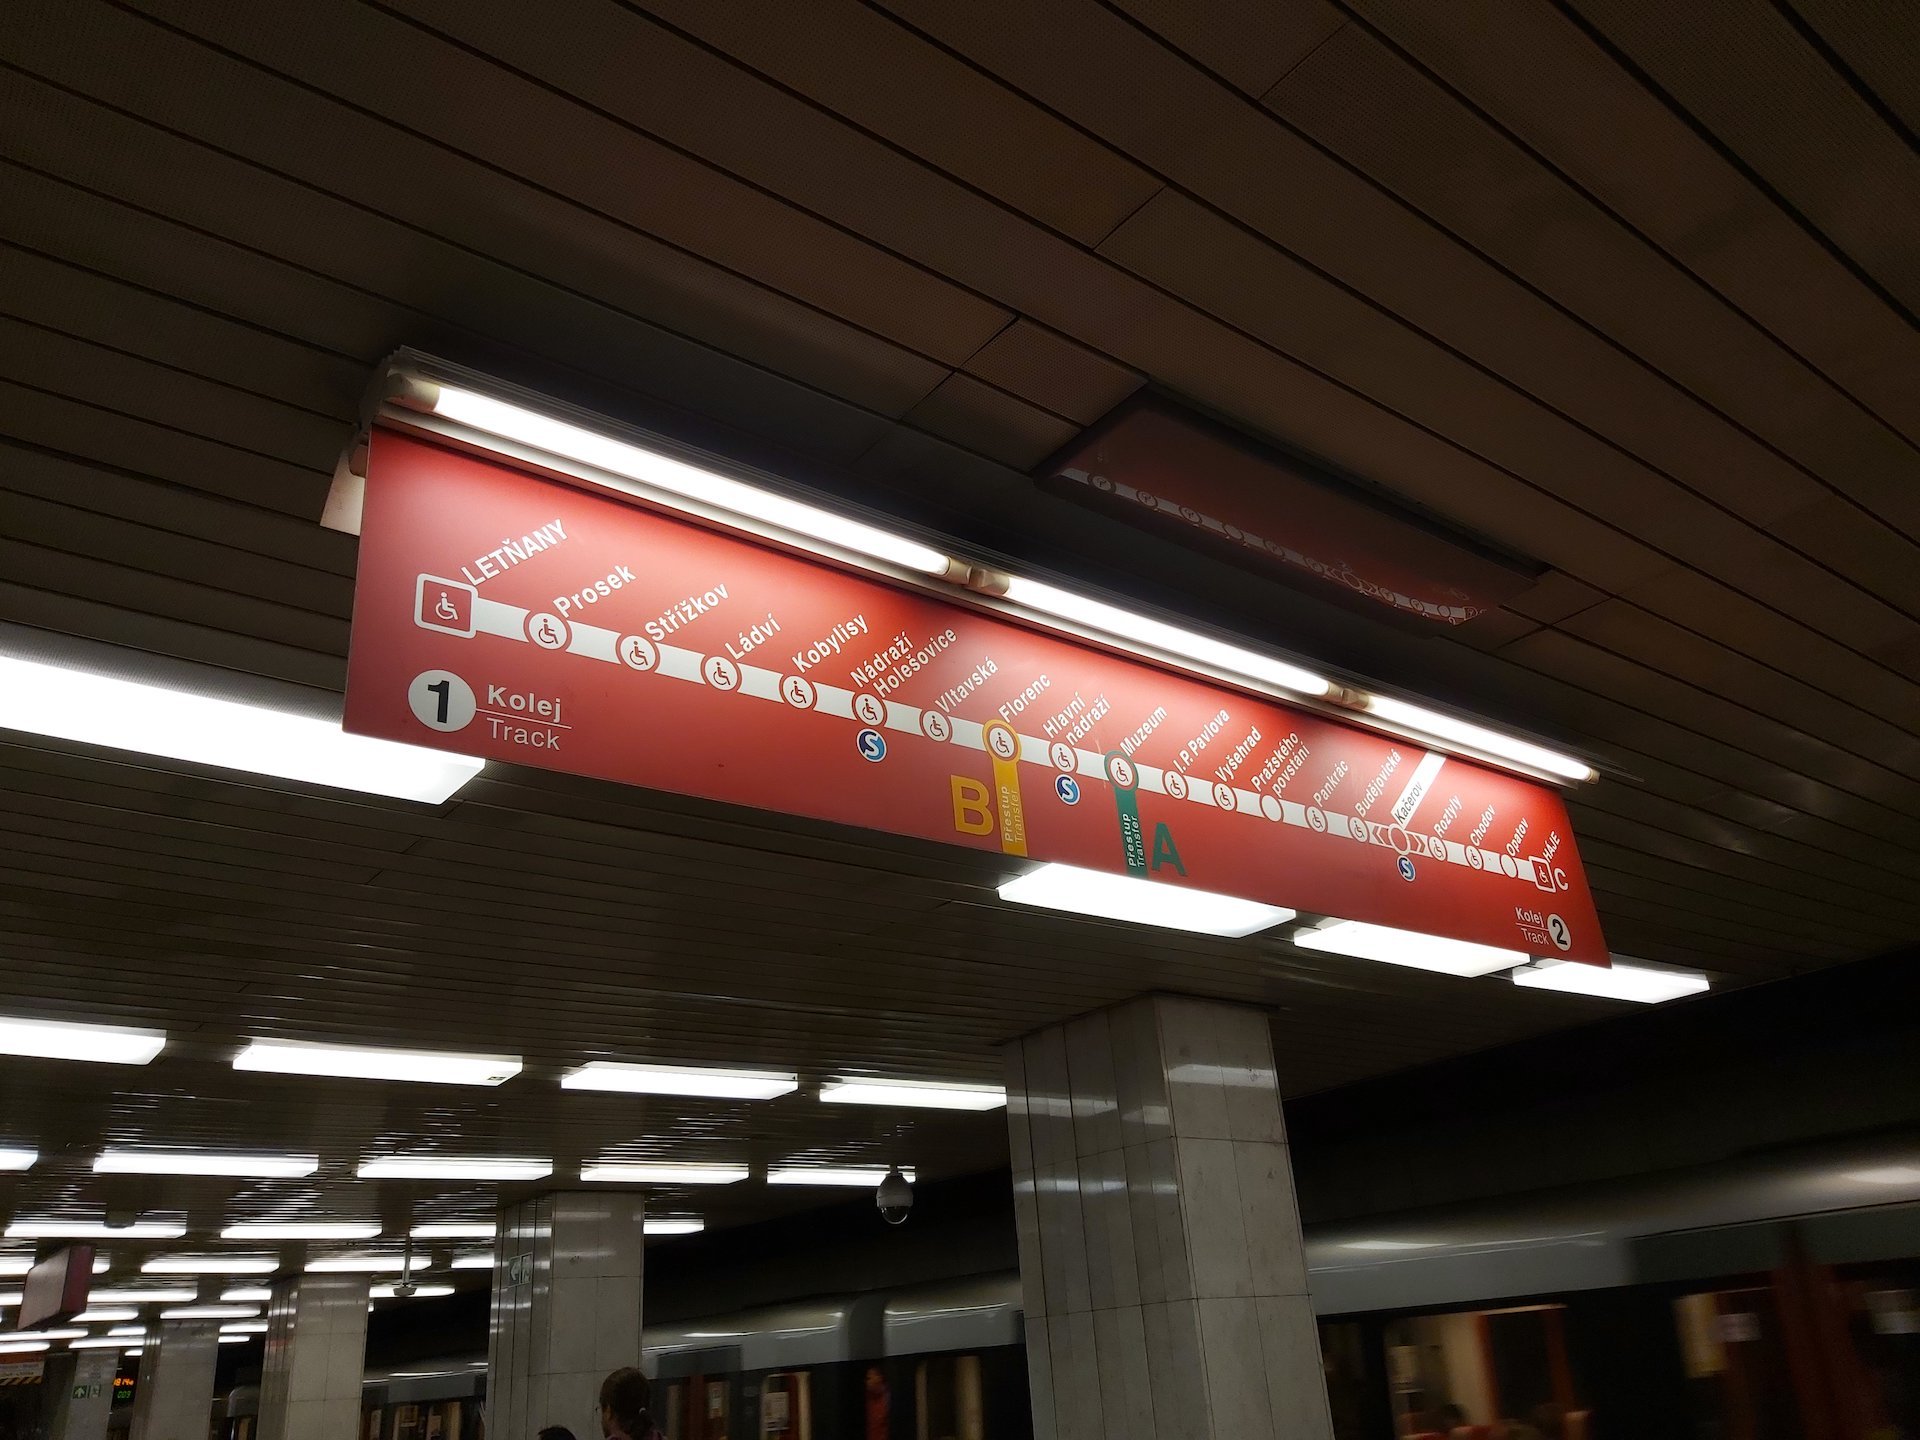 LETŇANY
Prosek
Střížkov
Ládví
Kobylisy
Nádraží
Holešovice
Vltavská
Florenc
Hlavní
nádraží
Muzeum
I. P. Pavlova
Vyšehrad
Pražského
povstání
Pankrác
Budějovická
Kačerov
Roztyly
Chodov
Opatov
HÁJE
C
1 Kolej
Track
S
B
Přestup
Transfer
S
Přestup
Transfer
A
S
Kolej
Track 2